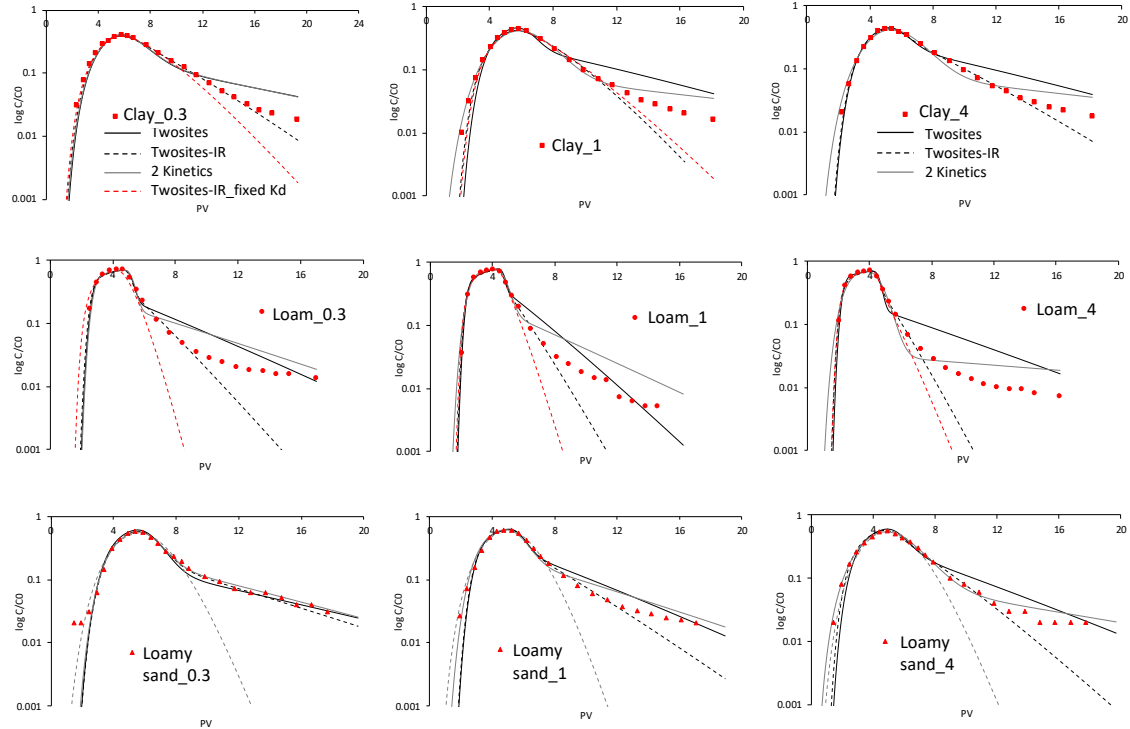 0 4 8 12 16 20 24
1
0.1
0.01
0.001
log C/C0
PV
Clay_0.3
Twosites
Twosites-IR
2 Kinetics
Twosites-IR_fixed Kd
0 4 8 12 16 20
1
0.1
0.01
0.001
log C/C0
PV
Clay_1
0 4 8 12 16 20
1
0.1
0.01
0.001
log C/C0
PV
Clay_4
Twosites
Twosites-IR
2 Kinetics
0 4 8 12 16 20
1
0.1
0.01
0.001
log C/C0
PV
Loam_0.3
0 4 8 12 16 20
1
0.1
0.01
0.001
log C/C0
PV
Loam_1
0 4 8 12 16 20
1
0.1
0.01
0.001
log C/C0
PV
Loam_4
0 4 8 12 16 20
1
0.1
0.01
0.001
log C/C0
PV
Loamy
sand_0.3
0 4 8 12 16 20
1
0.1
0.01
0.001
log C/C0
PV
Loamy
sand_1
0 4 8 12 16 20
1
0.1
0.01
0.001
log C/C0
PV
Loamy
sand_4